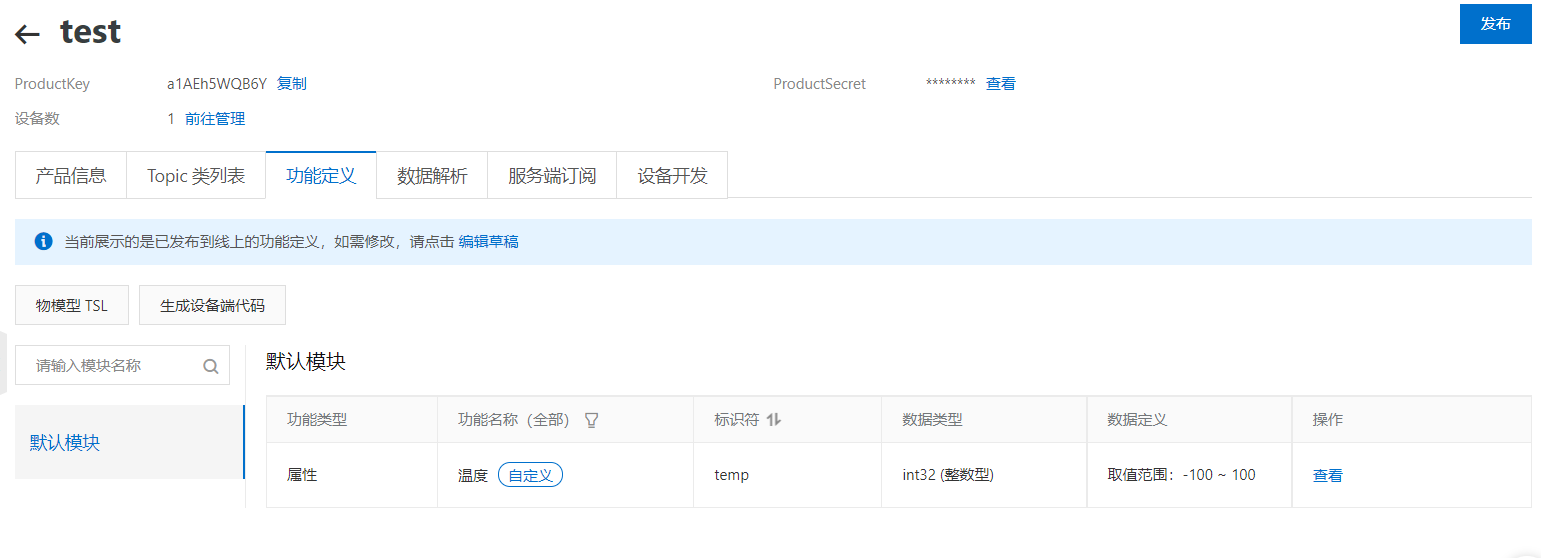 test
发布
ProductKey a1AEh5WQB6Y 复制 ProductSecret ******** 查看
设备数 1 前往管理
产品信息 Topic 类列表 功能定义 数据解析 服务端订阅 设备开发
当前展示的是已发布到线上的功能定义，如需修改，请点击 编辑草稿
物模型 TSL 生成设备端代码
请输入模块名称
默认模块
默认模块
功能类型 功能名称（全部） 标识符 数据类型 数据定义 操作
属性 温度 自定义 temp int32 (整数型) 取值范围：-100 ~ 100 查看